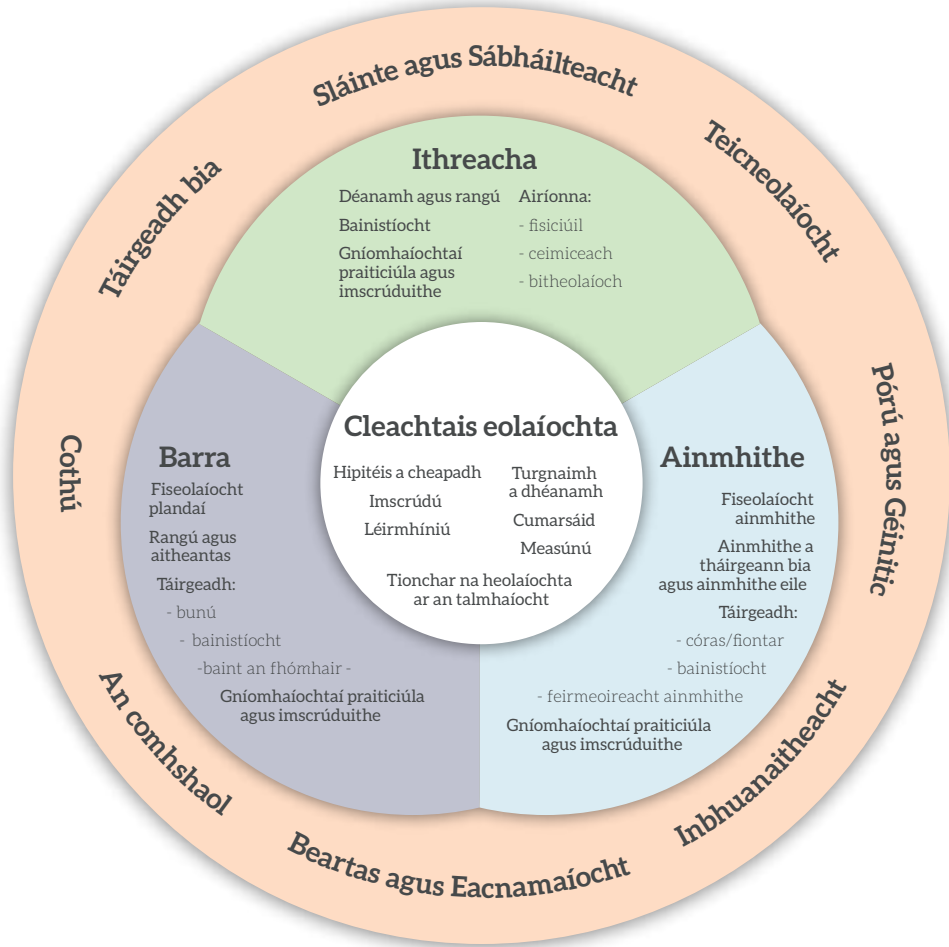 Sláinte agus Sábháilteacht
Teicneolaíocht
Pórú agus Géinitic
Inbhuanaitheacht
Beartas agus Eacnamaíocht
An comhshaol
Cothú
Táirgeadh bia
Ithreacha
Déanamh agus rangú
Bainistíocht
Gníomhaíochtaí
praiticiúla agus
imscrúduithe
Airíonna:
- fisiciúil
- ceimiceach
- bitheolaíoch
Cleachtais eolaíochta
Hipitéis a cheapadh
Imscrúdú
Léirmhíniú
Turgnaimh
a dhéanamh
Cumarsáid
Measúnú
Tionchar na heolaíochta
ar an talmhaíocht
Barra
Fiseolaíocht
plandaí
Rangú agus
aitheantas
Táirgeadh:
- bunú
- bainistíocht
-baint an fhómhair -
Gníomhaíochtaí praiticiúla
agus imscrúduithe
Ainmhithe
Fiseolaíocht
ainmhithe
Ainmhithe a
tháirgeann bia
agus ainmhithe eile
Táirgeadh:
- córas/fiontar
- bainistíocht
- feirmeoireacht ainmhithe
Gníomhaíochtaí praiticiúla
agus imscrúduithe